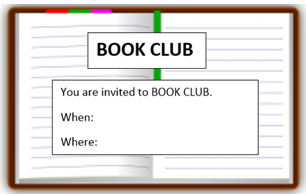 BOOK CLUB
You are invited to BOOK CLUB.
When:
Where: